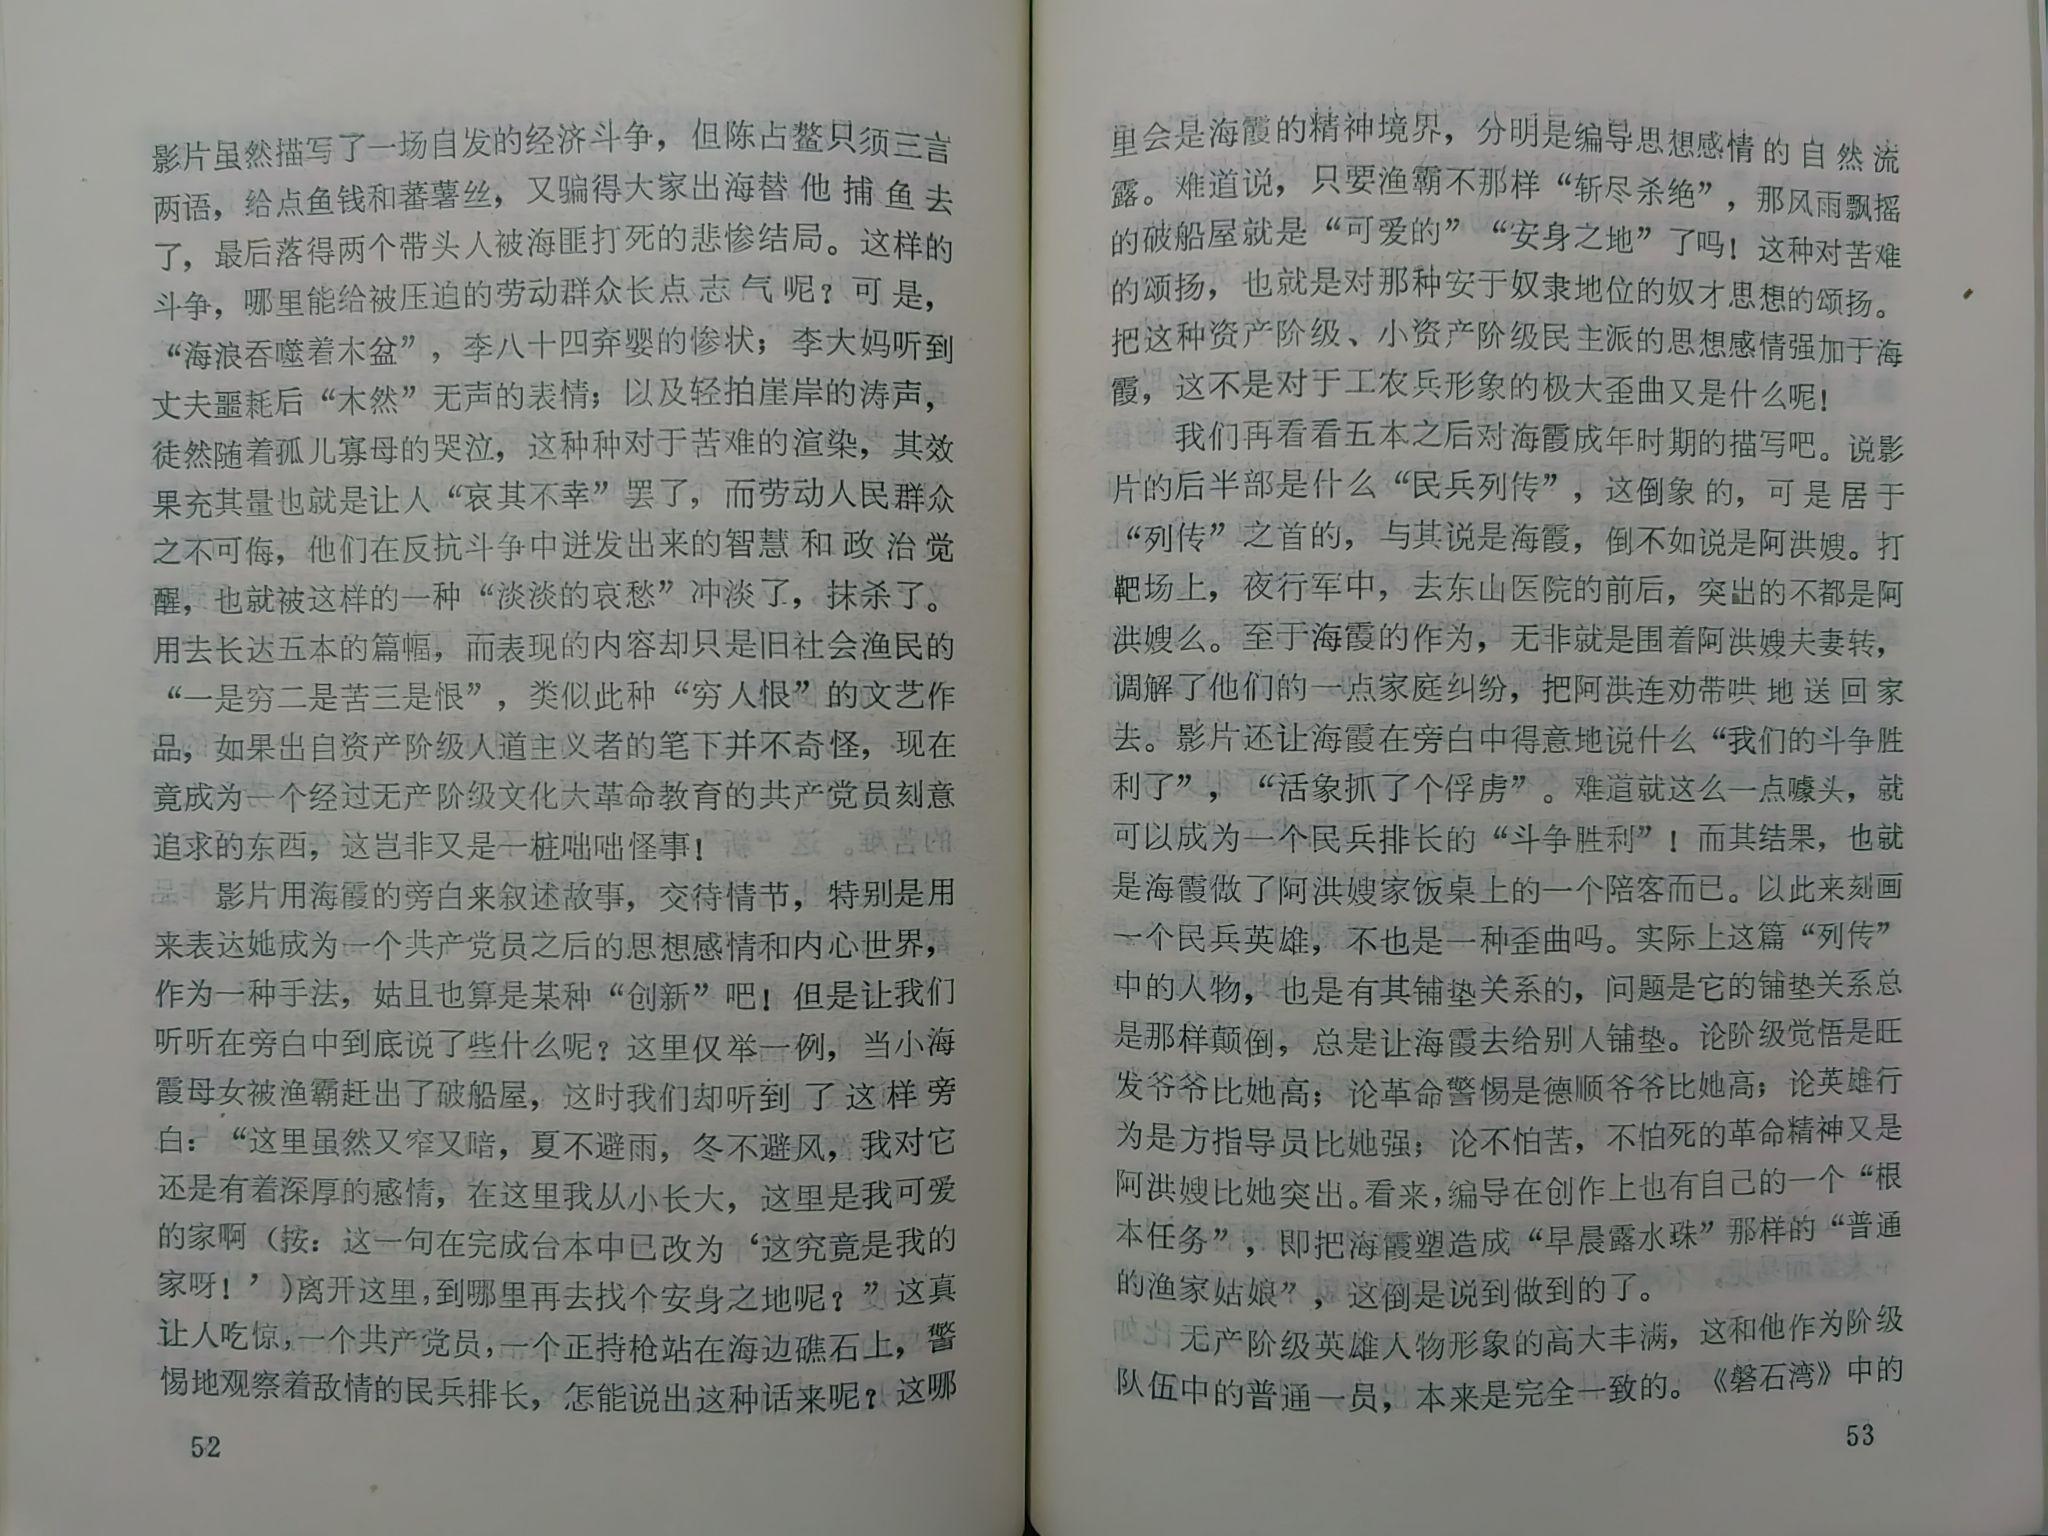 影片虽然描写了一场自发的经济斗争，但陈占鳌只须三言
两语，给点鱼钱和蕃薯丝，又骗得大家出海替他捕鱼去
了，最后落得两个带头人被海匪打死的悲惨结局。这样的
斗争，哪里能给被压迫的劳动群众长点志气呢？可是，
“海浪吞噬着木盆”，李八十四弃婴的惨状；李大妈听到
丈夫噩耗后“木然”无声的表情；以及轻拍崖岸的涛声，
徒然随着孤儿寡母的哭泣，这种种对于苦难的渲染，其效
果充其量也就是让人“哀其不幸”罢了，而劳动人民群众
之不可侮，他们在反抗斗争中迸发出来的智慧和政治觉
醒，也就被这样的一种“淡淡的哀愁”冲淡了，抹杀了。
用去长达五本的篇幅，而表现的内容却只是旧社会渔民的
“一是穷二是苦三是恨”，类似此种“穷人恨”的文艺作
品，如果出自资产阶级人道主义者的笔下并不奇怪，现在
竟成为一个经过无产阶级文化大革命教育的共产党员刻意
追求的东西，这岂非又是一桩咄咄怪事！
影片用海霞的旁白来叙述故事，交待情节，特别是用
来表达她成为一个共产党员之后的思想感情和内心世界，
作为一种手法，姑且也算是某种“创新”吧！但是让我们
听听在旁白中到底说了些什么呢？这里仅举一例，当小海
霞母女被渔霸赶出了破船屋，这时我们却听到了这样旁
白：“这里虽然又窄又暗，夏不避雨，冬不避风，我对它
还是有着深厚的感情，在这里我从小长大，这里是我可爱
的家啊（按：这一句在完成台本中已改为‘这究竟是我的
家呀！’）离开这里，到哪里再去找个安身之地呢？”这真
让人吃惊，一个共产党员，一个正持枪站在海边礁石上，警
惕地观察着敌情的民兵排长，怎能说出这种话来呢？这哪
52
里会是海霞的精神境界，分明是编导思想感情的自然流
露。难道说，只要渔霸不那样“斩尽杀绝”，那风雨飘摇
的破船屋就是“可爱的”“安身之地”了吗！这种对苦难
的颂扬，也就是对那种安于奴隶地位的奴才思想的颂扬。
把这种资产阶级、小资产阶级民主派的思想感情强加于海
霞，这不是对于工农兵形象的极大歪曲又是什么呢！
我们再看看五本之后对海霞成年时期的描写吧。说影
片的后半部是什么“民兵列传”，这倒象的，可是居于
“列传”之首的，与其说是海霞，倒不如说是阿洪嫂。打
靶场上，夜行军中，去东山医院的前后，突出的不都是阿
洪嫂么。至于海霞的作为，无非就是围着阿洪嫂夫妻转，
调解了他们的一点家庭纠纷，把阿洪连劝带哄地送回家
去。影片还让海霞在旁白中得意地说什么“我们的斗争胜
利了”，“活象抓了个俘虏”。难道就这么一点噱头，就
可以成为一个民兵排长的“斗争胜利”！而其结果，也就
是海霞做了阿洪嫂家饭桌上的一个陪客而已。以此来刻画
一个民兵英雄，不也是一种歪曲吗。实际上这篇“列传”
中的人物，也是有其铺垫关系的，问题是它的铺垫关系总
是那样颠倒，总是让海霞去给别人铺垫。论阶级觉悟是旺
发爷爷比她高；论革命警惕是德顺爷爷比她高；论英雄行
为是方指导员比她强；论不怕苦，不怕死的革命精神又是
阿洪嫂比她突出。看来，编导在创作上也有自己的一个“根
本任务”，即把海霞塑造成“早晨露水珠”那样的“普通
的渔家姑娘”，这倒是说到做到的了。
无产阶级英雄人物形象的高大丰满，这和他作为阶级
队伍中的普通一员，本来是完全一致的。《磐石湾》中的
53